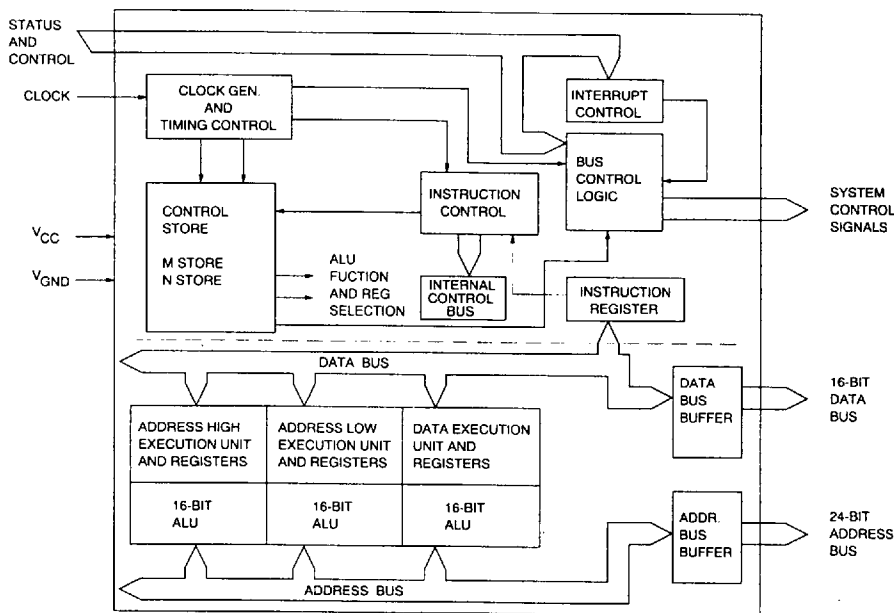 STATUS
AND
CONTROL
CLOCK
CLOCK GEN.
AND
TIMING CONTROL
INTERRUPT
CONTROL
BUS
CONTROL
LOGIC
INSTRUCTION
CONTROL
SYSTEM
CONTROL
SIGNALS
CONTROL
STORE
M STORE
N STORE
VCC
VGND
ALU
FUCTION
AND REG
SELECTION
INTERNAL
CONTROL
BUS
INSTRUCTION
REGISTER
DATA BUS
DATA
BUS
BUFFER
16-BIT
DATA
BUS
ADDRESS HIGH
EXECUTION UNIT
AND REGISTERS
ADDRESS LOW
EXECUTION UNIT
AND REGISTERS
DATA EXECUTION
UNIT AND
REGISTERS
16-BIT
ALU
16-BIT
ALU
16-BIT
ALU
ADDR.
BUS
BUFFER
24-BIT
ADDRESS
BUS
ADDRESS BUS